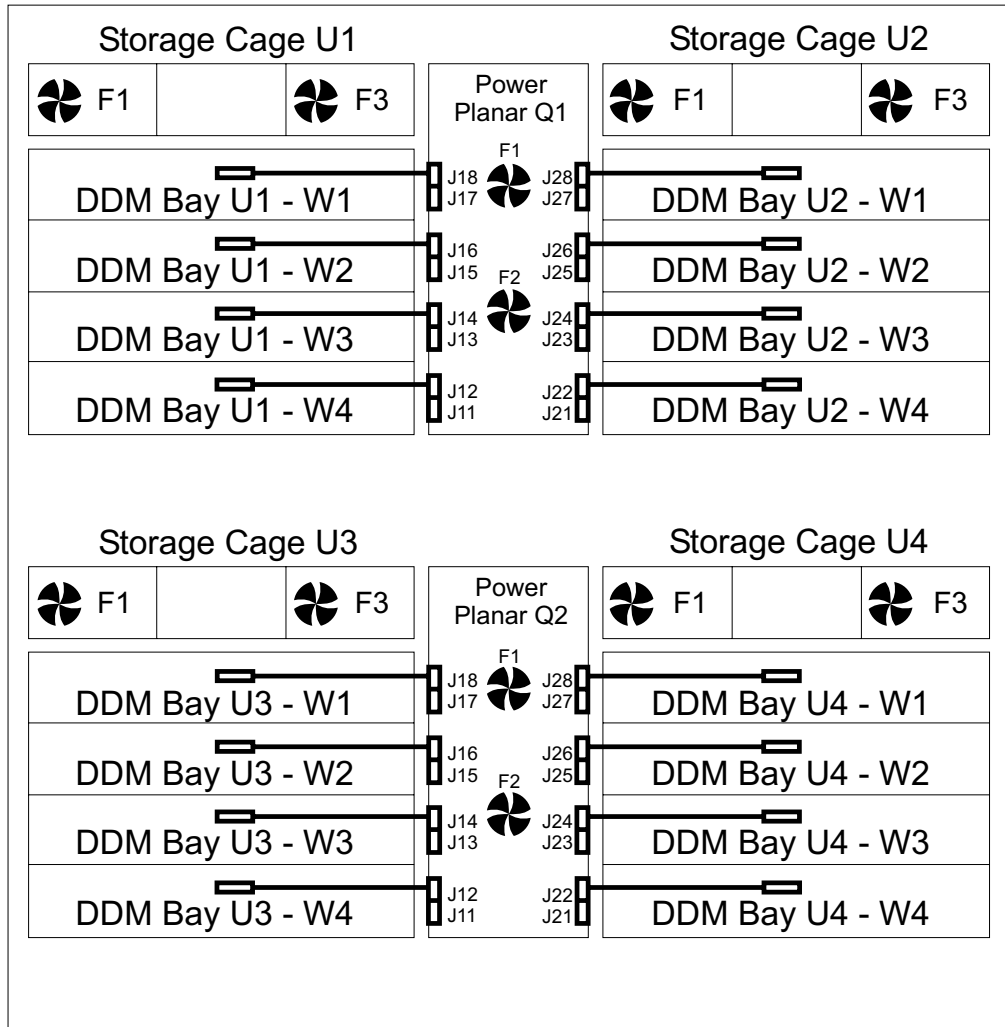 Storage Cage U1
F1
F3
DDM Bay U1 - W1
DDM Bay U1 - W2
DDM Bay U1 - W3
DDM Bay U1 - W4
Power
Planar Q1
F1
J18
J17
J28
J27
J16
J15
J26
J25
F2
J14
J13
J24
J23
J12
J11
J22
J21
Storage Cage U2
F1
F3
DDM Bay U2 - W1
DDM Bay U2 - W2
DDM Bay U2 - W3
DDM Bay U2 - W4
Storage Cage U3
F1
F3
DDM Bay U3 - W1
DDM Bay U3 - W2
DDM Bay U3 - W3
DDM Bay U3 - W4
Power
Planar Q2
F1
J18
J17
J28
J27
J16
J15
J26
J25
F2
J14
J13
J24
J23
J12
J11
J22
J21
Storage Cage U4
F1
F3
DDM Bay U4 - W1
DDM Bay U4 - W2
DDM Bay U4 - W3
DDM Bay U4 - W4